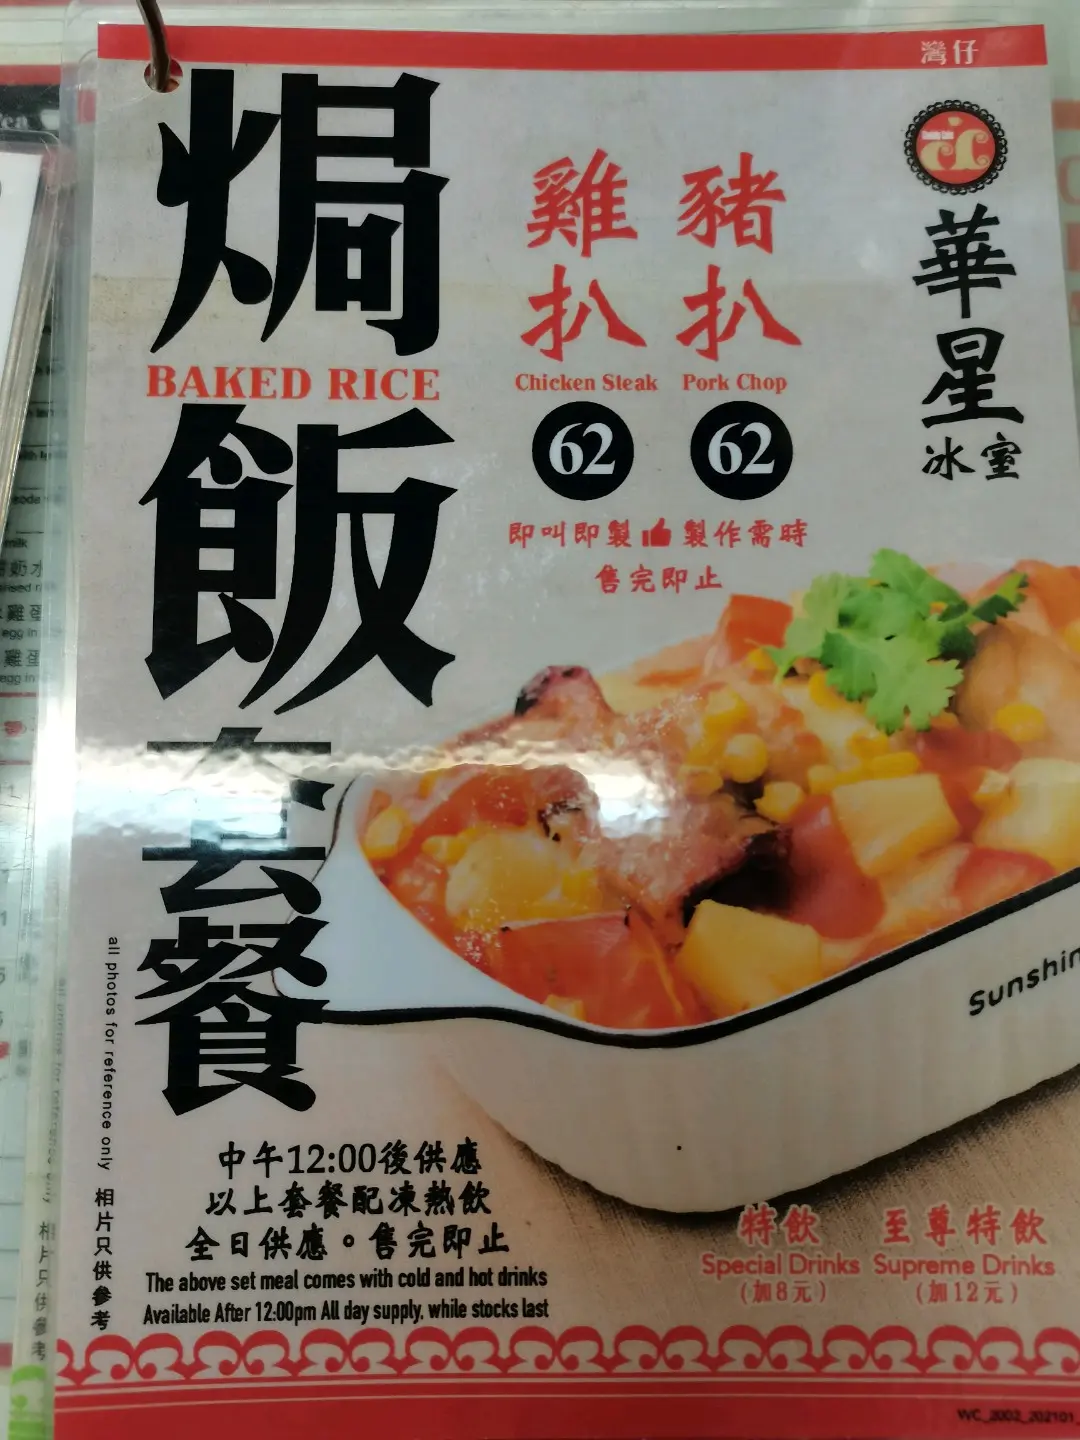 灣仔
焗飯套餐
BAKED RICE
雞扒
Chicken Steak
62
豬扒
Pork Chop
62
即叫即製 製作需時
售完即止
華星
冰室
Sunshin
中午12:00後供應
以上套餐配凍熱飲
全日供應。售完即止
The above set meal comes with cold and hot drinks
Available After 12:00pm All day supply, while stocks last
特飲
Special Drinks
(加8元)
至尊特飲
Supreme Drinks
(加12元)
all photos for reference only 相片只供參考
WC_2002_202101_